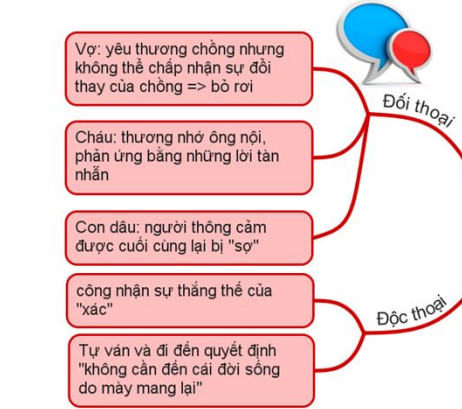 Vợ: yêu thương chồng nhưng
không thể chấp nhận sự đổi
thay của chồng => bỏ rơi
Đối thoại
Cháu: thương nhớ ông nội,
phản ứng bằng những lời tàn
nhẫn
Con dâu: người thông cảm
được cuối cùng lại bị "sợ"
công nhận sự thắng thế của
"xác"
Độc thoại
Tự ván và đi đến quyết định
"không cần đến cái đời sống
do mày mang lại"